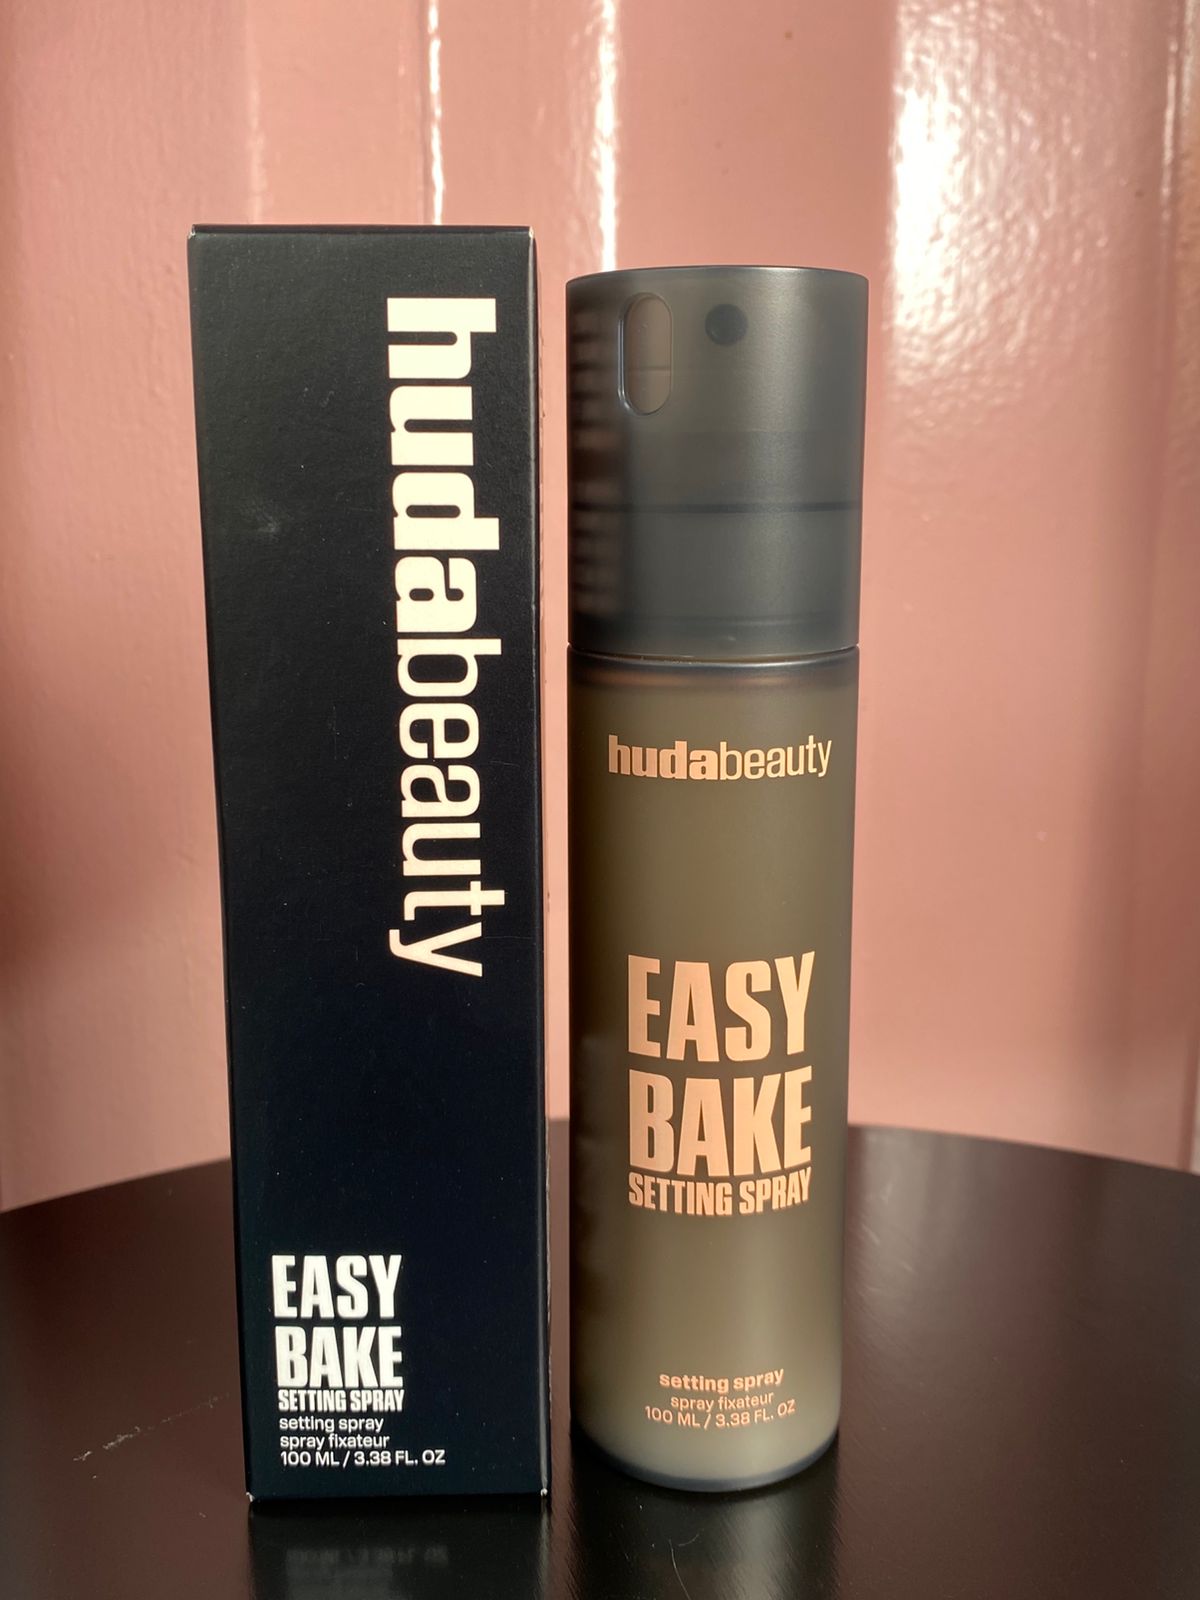 hudabeauty
EASY
BAKE
SETTING SPRAY
setting spray
spray fixateur
100 ML / 3.38 FL. OZ
hudabeauty
EASY
BAKE
SETTING SPRAY
setting spray
spray fixateur
100 ML / 3.38 FL. OZ